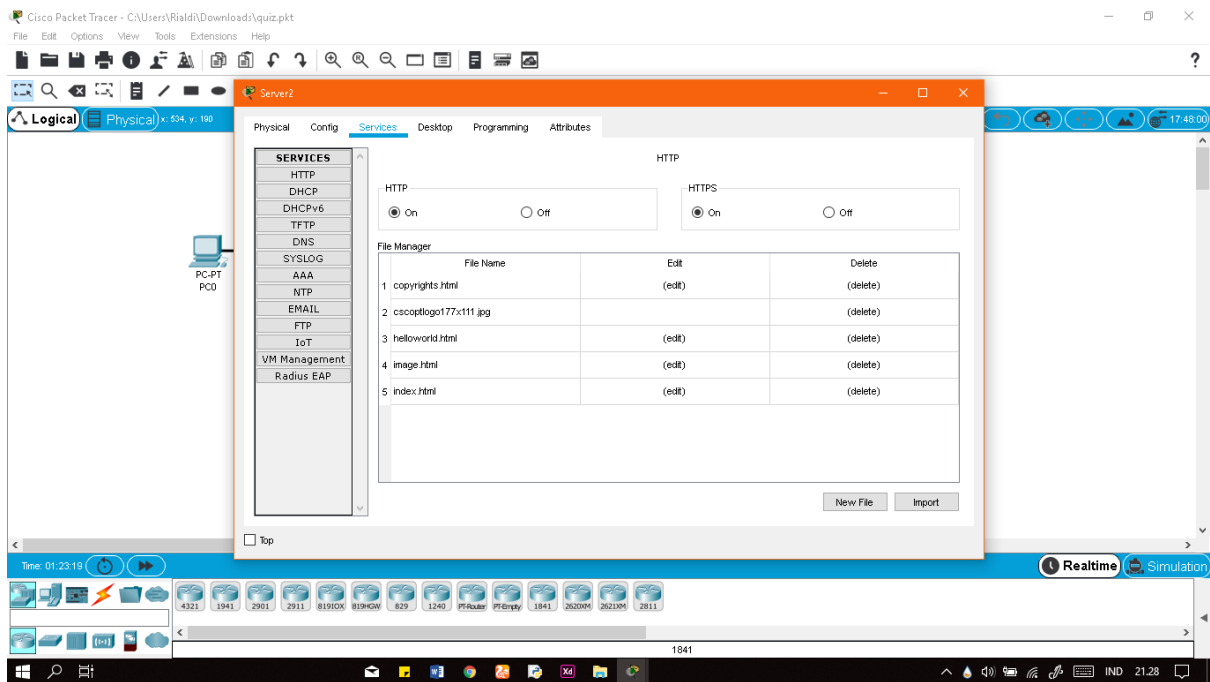 Cisco Packet Tracer - C:\Users\Rialdi\Downloads\quiz.pkt
File Edit Options View Tools Extensions Help
?
Server2
Logical Physical x: 534, y: 190 17:48:00
Physical Config Services Desktop Programming Attributes
SERVICES
HTTP
DHCP
DHCPv6
TFTP
DNS
SYSLOG
AAA
NTP
EMAIL
FTP
IoT
VM Management
Radius EAP
HTTP
HTTP HTTPS
On Off On Off
File Manager
File Name Edit Delete
1 copyrights.html (edit) (delete)
2 cscoptlogo177x111.jpg (delete)
3 helloworld.html (edit) (delete)
4 image.html (edit) (delete)
5 index.html (edit) (delete)
New File Import
Top
PC-PT
PC0
Time: 01:23:19 Realtime Simulation
4321 1941 2901 2911 819IOX 819HGW 829 1240 PT-Router PT-Empty 1841 2620XM 2621XM 2811
1841
IND 21.28